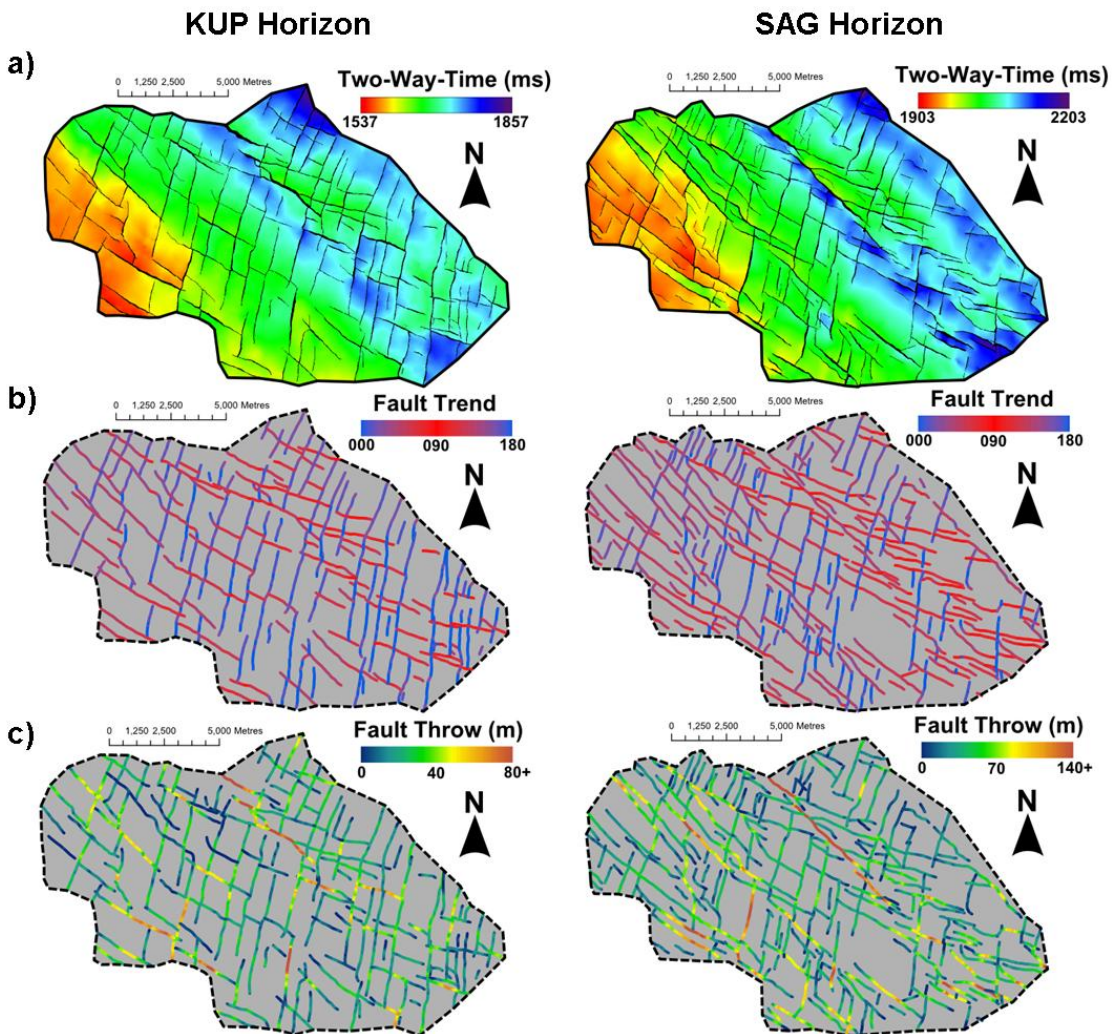 KUP Horizon
SAG Horizon
a)
0 1,250 2,500 5,000 Metres
Two-Way-Time (ms)
1537 1857
N
0 1,250 2,500 5,000 Metres
Two-Way-Time (ms)
1903 2203
N
b)
0 1,250 2,500 5,000 Metres
Fault Trend
000 090 180
N
0 1,250 2,500 5,000 Metres
Fault Trend
000 090 180
N
c)
0 1,250 2,500 5,000 Metres
Fault Throw (m)
0 40 80+
N
0 1,250 2,500 5,000 Metres
Fault Throw (m)
0 70 140+
N